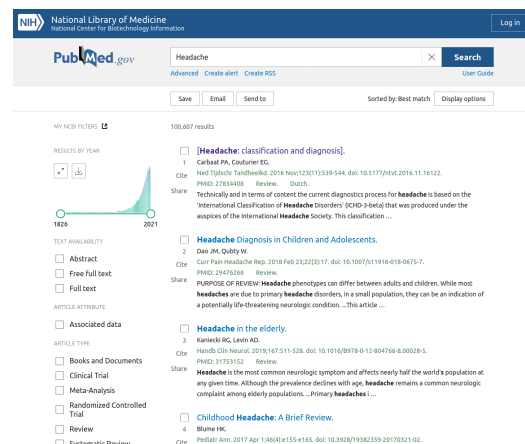 NIH National Library of Medicine
National Center for Biotechnology Information
Log in
PubMed.gov
Headache
Search
Advanced Create alert Create RSS
User Guide
Save Email Send to
Sorted by: Best match Display options
MY NCBI FILTERS
100,607 results
RESULTS BY YEAR
1826 2021
TEXT AVAILABILITY
Abstract
Free full text
Full text
ARTICLE ATTRIBUTE
Associated data
ARTICLE TYPE
Books and Documents
Clinical Trial
Meta-Analysis
Randomized Controlled
Trial
Review
Systematic Review
[Headache: classification and diagnosis].
1
Cite
Share
Carbaat PA, Couturier EG.
Ned Tijdschr Tandheelkd. 2016 Nov;123(11):539-544. doi: 10.5177/ntvt.2016.11.16122.
PMID: 27834408 Review. Dutch.
Technically and in terms of content the current diagnostics process for headache is based on the
'International Classification of Headache Disorders' (ICHD-3-beta) that was produced under the
auspices of the International Headache Society. This classification ...
Headache Diagnosis in Children and Adolescents.
2
Cite
Share
Dao JM, Qubty W.
Curr Pain Headache Rep. 2018 Feb 23;22(3):17. doi: 10.1007/s11916-018-0675-7.
PMID: 29476266 Review.
PURPOSE OF REVIEW: Headache phenotypes can differ between adults and children. While most
headaches are due to primary headache disorders, in a small population, they can be an indication of
a potentially life-threatening neurologic condition. ...This article ...
Headache in the elderly.
3
Cite
Share
Kaniecki RG, Levin AD.
Handb Clin Neurol. 2019;167:511-528. doi: 10.1016/B978-0-12-804766-8.00028-5.
PMID: 31753152 Review.
Headache is the most common neurologic symptom and affects nearly half the world's population at
any given time. Although the prevalence declines with age, headache remains a common neurologic
complaint among elderly populations. ...Primary headaches i ...
Childhood Headache: A Brief Review.
4
Cite
Blume HK.
Pediatr Ann. 2017 Apr 1;46(4):e155-e165. doi: 10.3928/19382359-20170321-02.